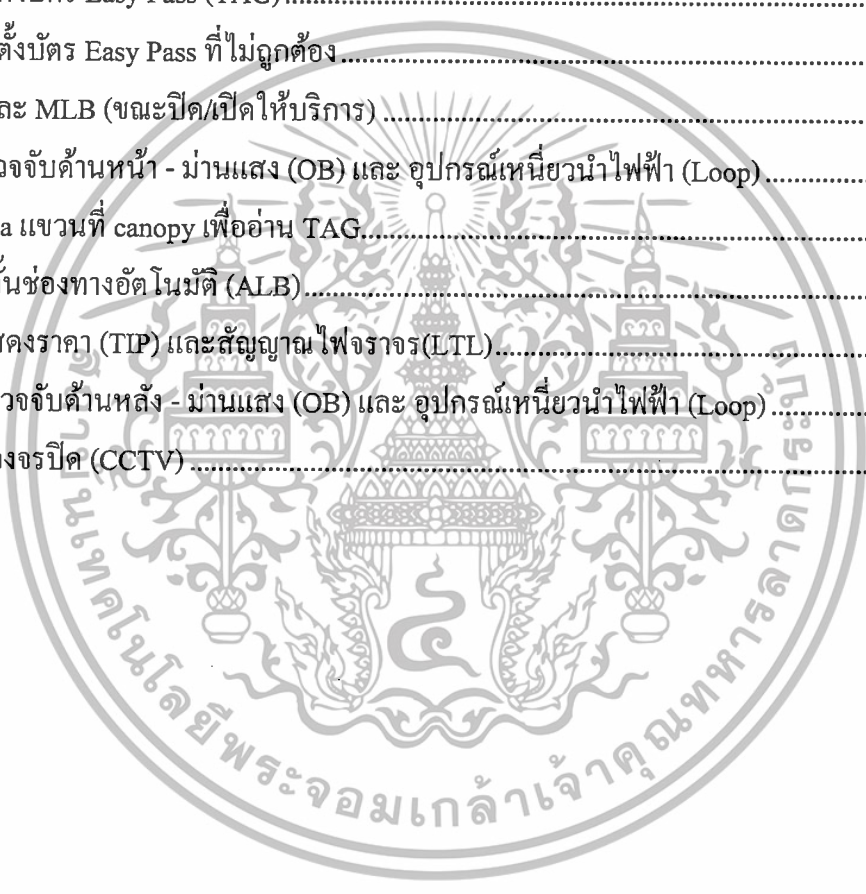 Easy Pass (TAG)
ตั้งบัตร Easy Pass ที่ไม่ถูกต้อง
ละ MLB (ขณะปิด/เปิดให้บริการ)
วจจับด้านหน้า - ม่านแสง (OB) และ อุปกรณ์เหนี่ยวนำไฟฟ้า (Loop)
a แขวนที่ canopy เพื่ออ่าน TAG
ั้นช่องทางอัตโนมัติ (ALB)
สดงราคา (TIP) และสัญญาณไฟจราจร(LTL)
วจจับด้านหลัง - ม่านแสง (OB) และ อุปกรณ์เหนี่ยวนำไฟฟ้า (Loop)
งจรปิด (CCTV)
บันเทคโนโลยีพระจอมเกล้าเจ้าคุณทหารลาดกระบัง